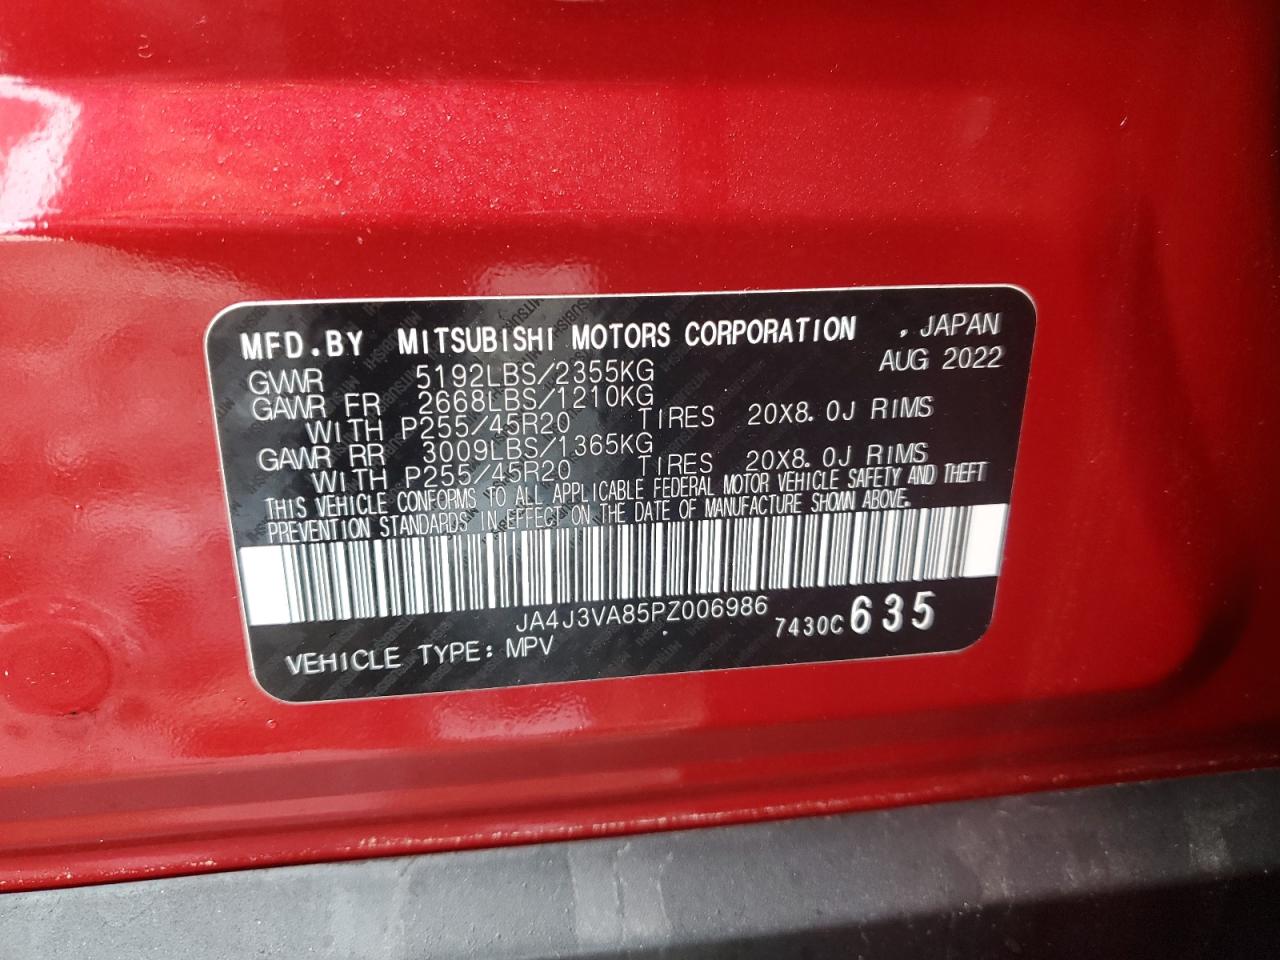 MFD.BY MITSUBISHI MOTORS CORPORATION , JAPAN
AUG 2022
GVWR 5192LBS/2355KG
GAWR FR 2668LBS/1210KG
WITH P255/45R20 TIRES 20X8.0J RIMS
GAWR RR 3009LBS/1365KG
WITH P255/45R20 TIRES 20X8.0J RIMS
THIS VEHICLE CONFORMS TO ALL APPLICABLE FEDERAL MOTOR VEHICLE SAFETY AND THEFT
PREVENTION STANDARDS IN EFFECT ON THE DATE OF MANUFACTURE SHOWN ABOVE.
JA4J3VA85PZ006986
7430C 635
VEHICLE TYPE: MPV